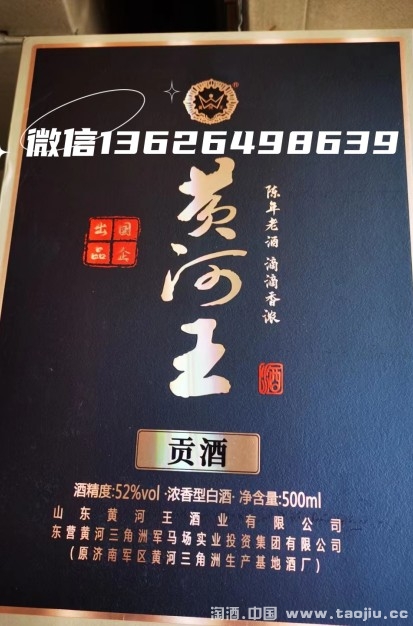 微信13626498639
黄河王
陈年老酒 滴滴香浓
国企
出品
酒
贡酒
酒精度:52%vol ·浓香型白酒· 净含量:500ml
山东黄河王酒业有限公司
东营黄河三角洲军马场实业投资集团有限公司
(原济南军区黄河三角洲生产基地酒厂)
淘酒.中国 www.taojiu.cc